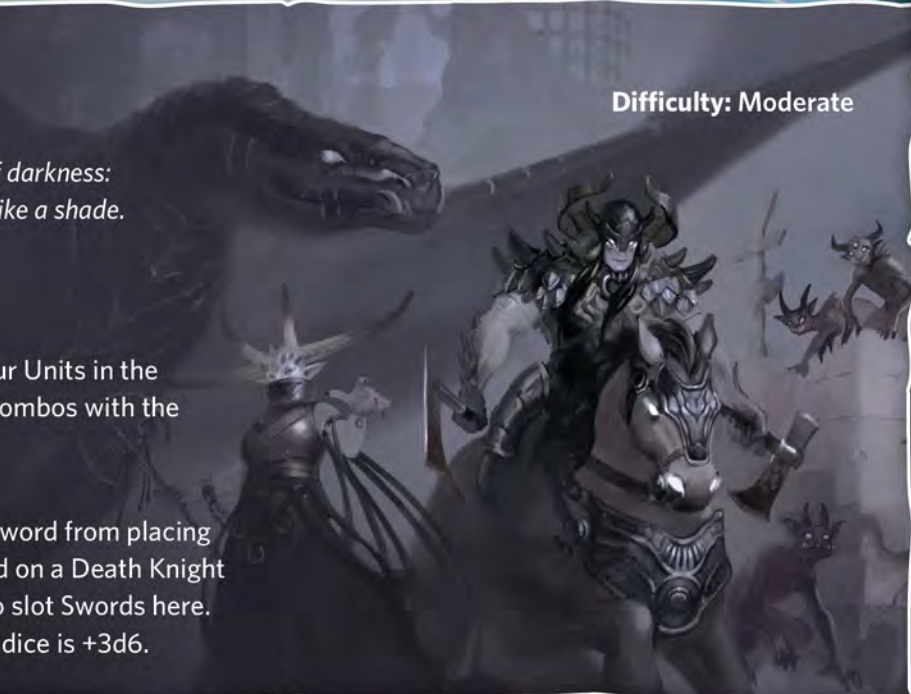 Difficulty: Moderate
darkness:
ike a shade.
ur Units in the
ombos with the
word from placing
d on a Death Knight
o slot Swords here.
dice is +3d6.